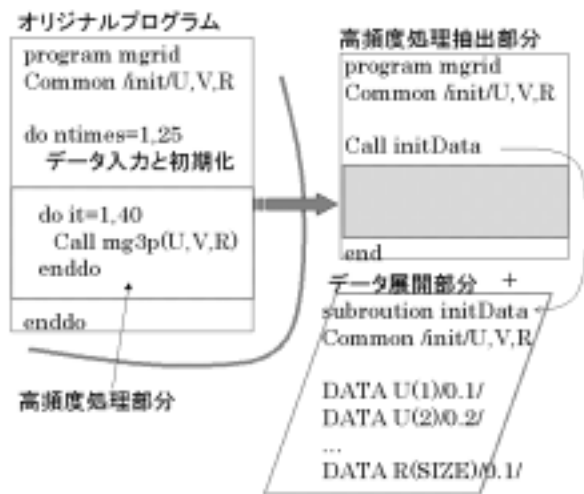 オリジナルプログラム
program mgrid
Common /init/U,V,R
do ntimes=1,25
データ入力と初期化
do it=1,40
Call mg3p(U,V,R)
enddo
enddo
高頻度処理部分
高頻度処理抽出部分
program mgrid
Common /init/U,V,R
Call initData
end
データ展開部分 +
subroution initData
Common /init/U,V,R
DATA U(1)/0.1/
DATA U(2)/0.2/
...
DATA R(SIZE)/0.1/